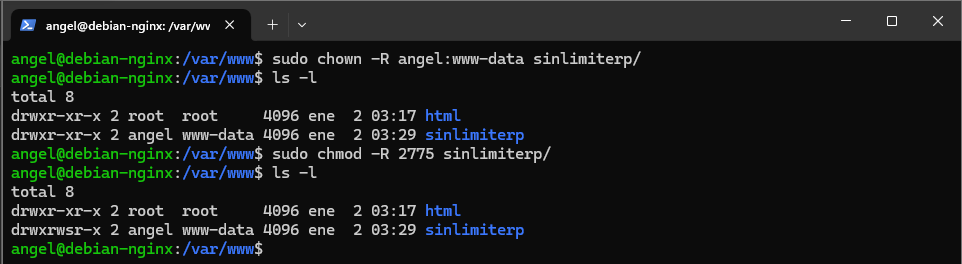 angel@debian-nginx: /var/ww
angel@debian-nginx:/var/www$ sudo chown -R angel:www-data sinlimiterp/
angel@debian-nginx:/var/www$ ls -l
total 8
drwxr-xr-x 2 root  root     4096 ene  2 03:17 html
drwxr-xr-x 2 angel www-data 4096 ene  2 03:29 sinlimiterp
angel@debian-nginx:/var/www$ sudo chmod -R 2775 sinlimiterp/
angel@debian-nginx:/var/www$ ls -l
total 8
drwxr-xr-x 2 root  root     4096 ene  2 03:17 html
drwxrwsr-x 2 angel www-data 4096 ene  2 03:29 sinlimiterp
angel@debian-nginx:/var/www$